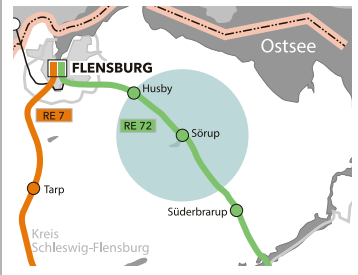 Ostsee
FLENSBURG
Husby
RE 7
RE 72
Sörup
Tarp
Süderbrarup
Kreis
Schleswig-Flensburg